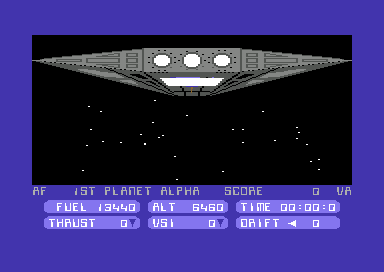 AF 1ST PLANET ALPHA SCORE 0 VA
FUEL 13440 ALT 6460 TIME 00:00:0
THRUST 0 VSI 0 DRIFT 0